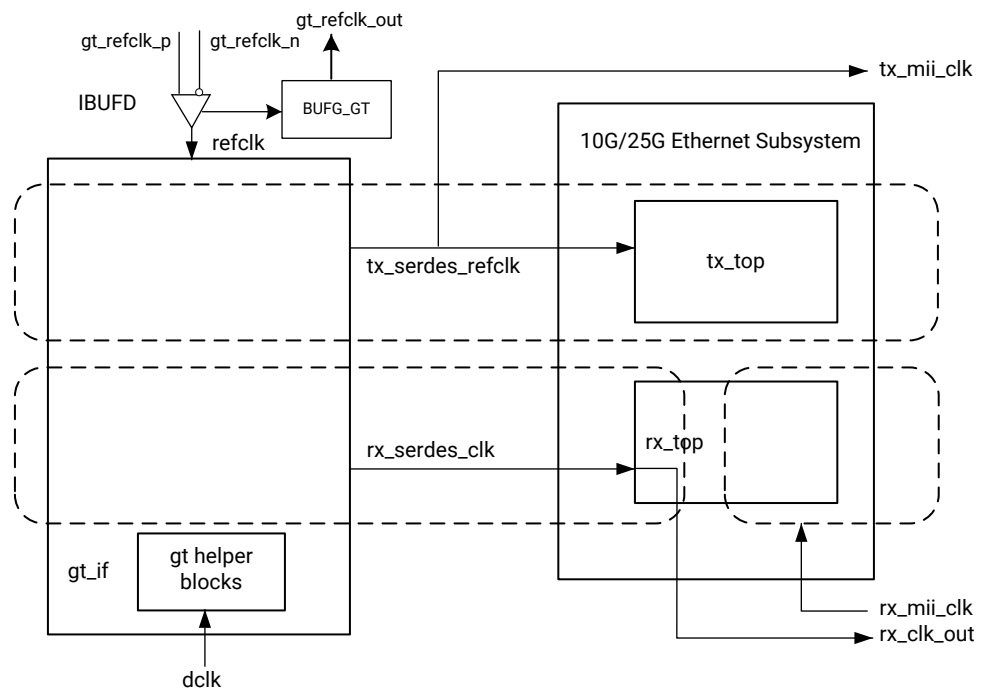 gt_refclk_out
gt_refclk_p
gt_refclk_n
tx_mii_clk
IBUFD
BUFG_GT
refclk
10G/25G Ethernet Subsystem
tx_top
tx_serdes_refclk
rx_top
rx_serdes_clk
gt helper
blocks
gt_if
rx_mii_clk
rx_clk_out
dclk